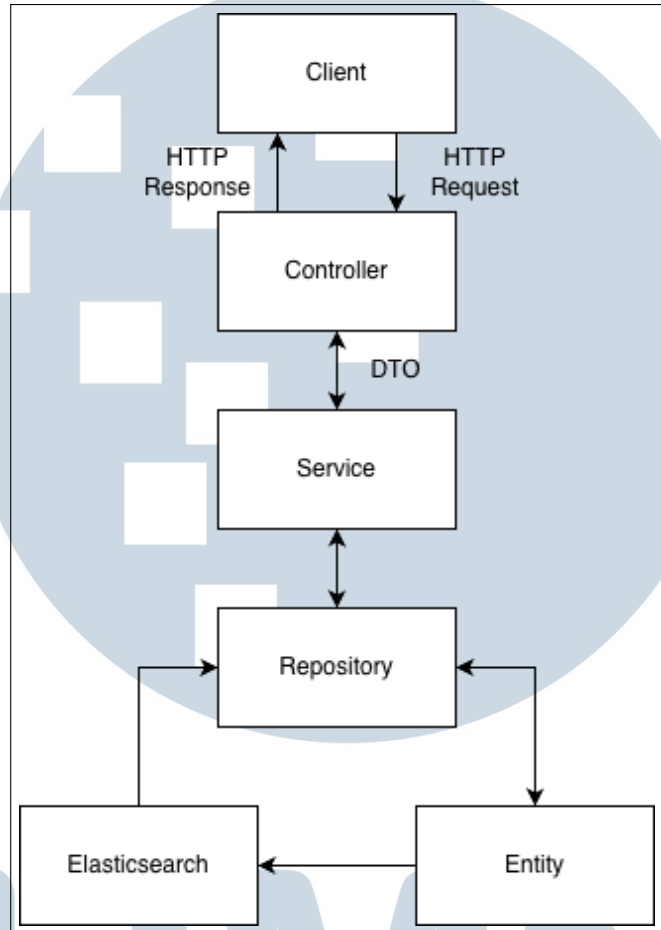 Client
HTTP
Response
HTTP
Request
Controller
DTO
Service
Repository
Elasticsearch
Entity